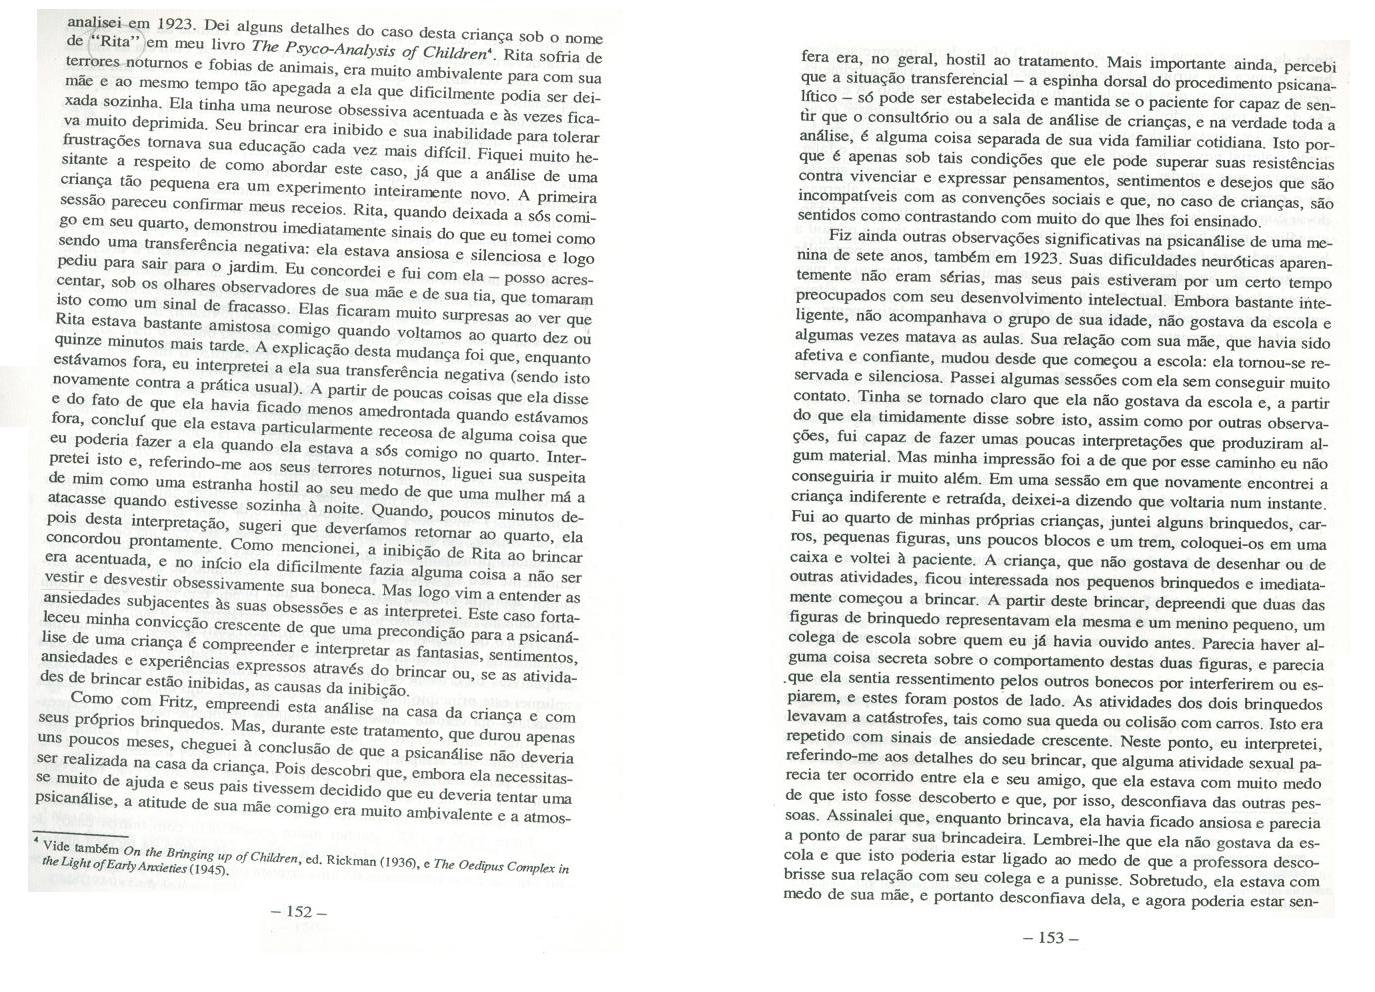 analisei em 1923. Dei alguns detalhes do caso desta criança sob o nome
de “Rita” em meu livro The Psyco-Analysis of Children⁴. Rita sofria de
terrores noturnos e fobias de animais, era muito ambivalente para com sua
mãe e ao mesmo tempo tão apegada a ela que dificilmente podia ser dei-
xada sozinha. Ela tinha uma neurose obsessiva acentuada e às vezes fica-
va muito deprimida. Seu brincar era inibido e sua inabilidade para tolerar
frustrações tornava sua educação cada vez mais difícil. Fiquei muito he-
sitante a respeito de como abordar este caso, já que a análise de uma
criança tão pequena era um experimento inteiramente novo. A primeira
sessão pareceu confirmar meus receios. Rita, quando deixada a sós comi-
go em seu quarto, demonstrou imediatamente sinais do que eu tomei como
sendo uma transferência negativa: ela estava ansiosa e silenciosa e logo
pediu para sair para o jardim. Eu concordei e fui com ela – posso acres-
centar, sob os olhares observadores de sua mãe e de sua tia, que tomaram
isto como um sinal de fracasso. Elas ficaram muito surpresas ao ver que
Rita estava bastante amistosa comigo quando voltamos ao quarto dez ou
quinze minutos mais tarde. A explicação desta mudança foi que, enquanto
estávamos fora, eu interpretei a ela sua transferência negativa (sendo isto
novamente contra a prática usual). A partir de poucas coisas que ela disse
e do fato de que ela havia ficado menos amedrontada quando estávamos
fora, concluí que ela estava particularmente receosa de alguma coisa que
eu poderia fazer a ela quando ela estava a sós comigo no quarto. Inter-
pretei isto e, referindo-me aos seus terrores noturnos, liguei sua suspeita
de mim como uma estranha hostil ao seu medo de que uma mulher má a
atacasse quando estivesse sozinha à noite. Quando, poucos minutos de-
pois desta interpretação, sugeri que deveríamos retornar ao quarto, ela
concordou prontamente. Como mencionei, a inibição de Rita ao brincar
era acentuada, e no início ela dificilmente fazia alguma coisa a não ser
vestir e desvestir obsessivamente sua boneca. Mas logo vim a entender as
ansiedades subjacentes às suas obsessões e as interpretei. Este caso forta-
leceu minha convicção crescente de que uma precondição para a psicaná-
lise de uma criança é compreender e interpretar as fantasias, sentimentos,
ansiedades e experiências expressos através do brincar ou, se as ativida-
des de brincar estão inibidas, as causas da inibição.
Como com Fritz, empreendi esta análise na casa da criança e com
seus próprios brinquedos. Mas, durante este tratamento, que durou apenas
uns poucos meses, cheguei à conclusão de que a psicanálise não deveria
ser realizada na casa da criança. Pois descobri que, embora ela necessitas-
se muito de ajuda e seus pais tivessem decidido que eu deveria tentar uma
psicanálise, a atitude de sua mãe comigo era muito ambivalente e a atmos-
⁴ Vide também On the Bringing up of Children, ed. Rickman (1936), e The Oedipus Complex in
the Light of Early Anxieties (1945).
– 152 –
fera era, no geral, hostil ao tratamento. Mais importante ainda, percebi
que a situação transferencial – a espinha dorsal do procedimento psicana-
lítico – só pode ser estabelecida e mantida se o paciente for capaz de sen-
tir que o consultório ou a sala de análise de crianças, e na verdade toda a
análise, é alguma coisa separada de sua vida familiar cotidiana. Isto por-
que é apenas sob tais condições que ele pode superar suas resistências
contra vivenciar e expressar pensamentos, sentimentos e desejos que são
incompatíveis com as convenções sociais e que, no caso de crianças, são
sentidos como contrastando com muito do que lhes foi ensinado.
Fiz ainda outras observações significativas na psicanálise de uma me-
nina de sete anos, também em 1923. Suas dificuldades neuróticas aparen-
temente não eram sérias, mas seus pais estiveram por um certo tempo
preocupados com seu desenvolvimento intelectual. Embora bastante inte-
ligente, não acompanhava o grupo de sua idade, não gostava da escola e
algumas vezes matava as aulas. Sua relação com sua mãe, que havia sido
afetiva e confiante, mudou desde que começou a escola: ela tornou-se re-
servada e silenciosa. Passei algumas sessões com ela sem conseguir muito
contato. Tinha se tornado claro que ela não gostava da escola e, a partir
do que ela timidamente disse sobre isto, assim como por outras observa-
ções, fui capaz de fazer umas poucas interpretações que produziram al-
gum material. Mas minha impressão foi a de que por esse caminho eu não
conseguiria ir muito além. Em uma sessão em que novamente encontrei a
criança indiferente e retraída, deixei-a dizendo que voltaria num instante.
Fui ao quarto de minhas próprias crianças, juntei alguns brinquedos, car-
ros, pequenas figuras, uns poucos blocos e um trem, coloquei-os em uma
caixa e voltei à paciente. A criança, que não gostava de desenhar ou de
outras atividades, ficou interessada nos pequenos brinquedos e imediata-
mente começou a brincar. A partir deste brincar, depreendi que duas das
figuras de brinquedo representavam ela mesma e um menino pequeno, um
colega de escola sobre quem eu já havia ouvido antes. Parecia haver al-
guma coisa secreta sobre o comportamento destas duas figuras, e parecia
que ela sentia ressentimento pelos outros bonecos por interferirem ou es-
piarem, e estes foram postos de lado. As atividades dos dois brinquedos
levavam a catástrofes, tais como sua queda ou colisão com carros. Isto era
repetido com sinais de ansiedade crescente. Neste ponto, eu interpretei,
referindo-me aos detalhes do seu brincar, que alguma atividade sexual pa-
recia ter ocorrido entre ela e seu amigo, que ela estava com muito medo
de que isto fosse descoberto e que, por isso, desconfiava das outras pes-
soas. Assinalei que, enquanto brincava, ela havia ficado ansiosa e parecia
a ponto de parar sua brincadeira. Lembrei-lhe que ela não gostava da es-
cola e que isto poderia estar ligado ao medo de que a professora desco-
brisse sua relação com seu colega e a punisse. Sobretudo, ela estava com
medo de sua mãe, e portanto desconfiava dela, e agora poderia estar sen-
– 153 –